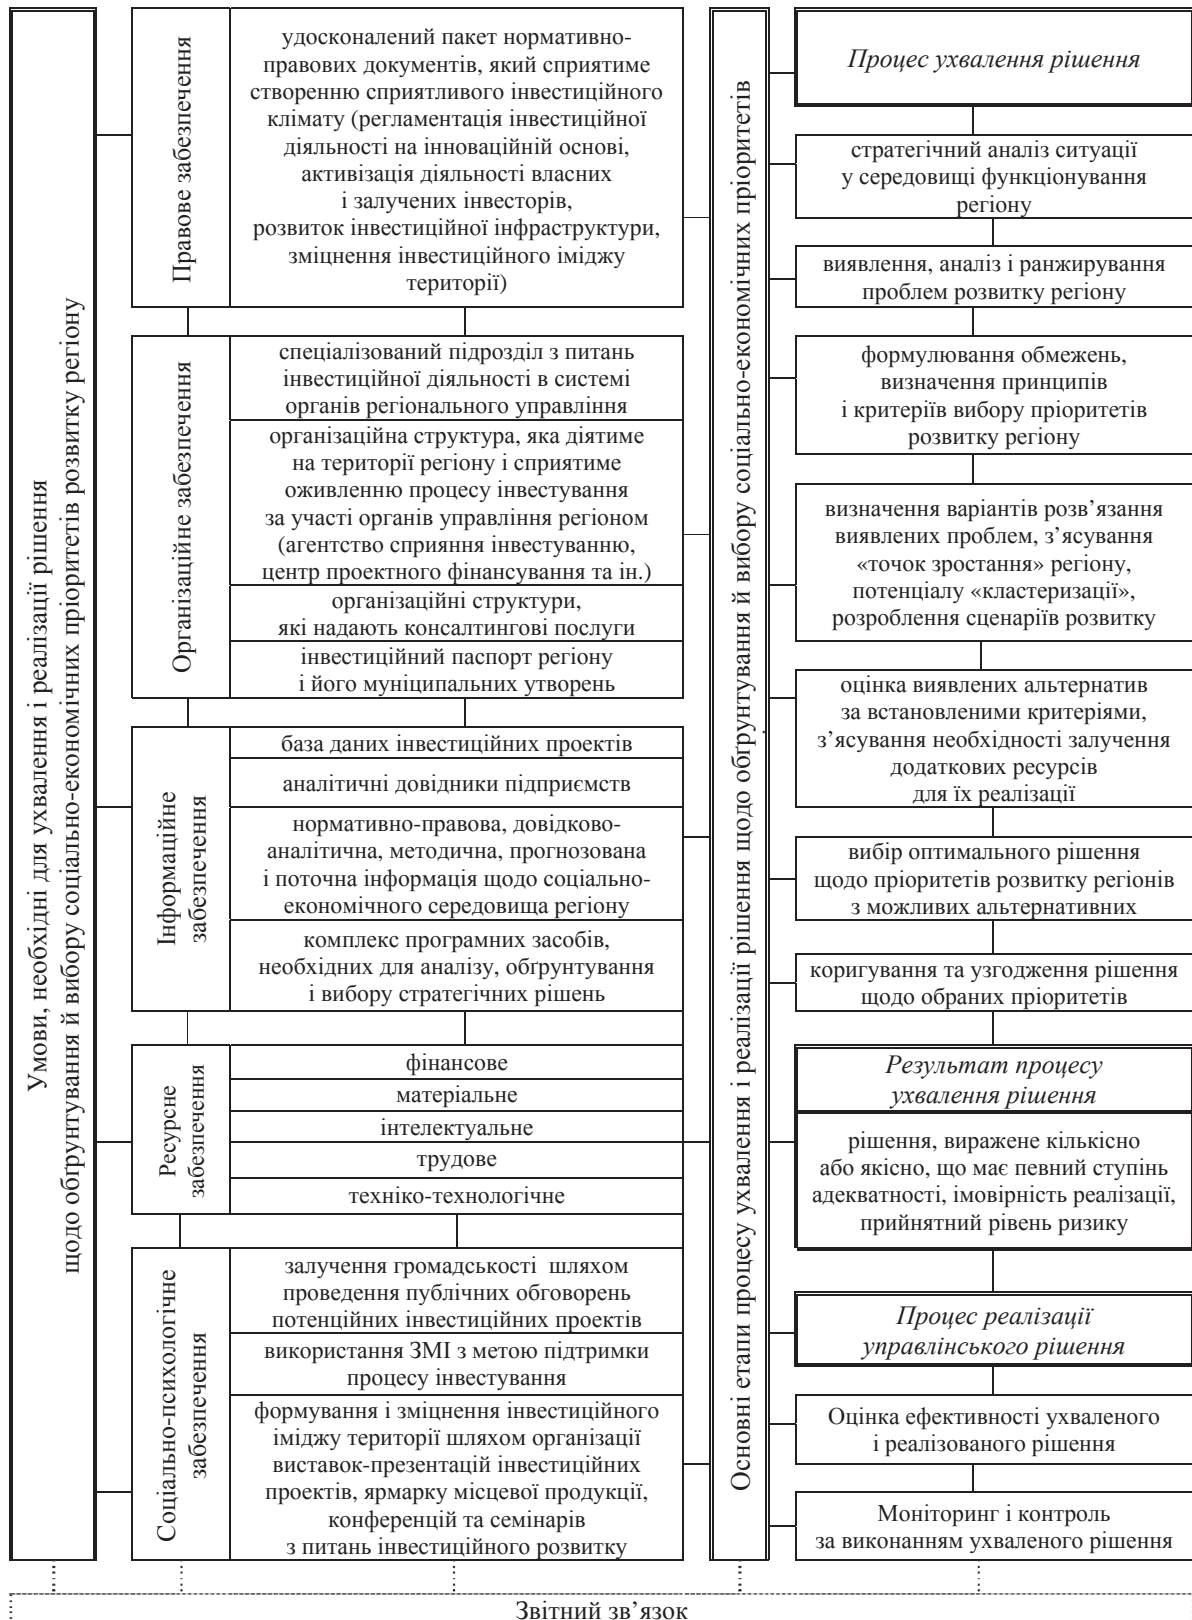 Умови, необхідні для ухвалення і реалізації рішення
щодо обґрунтування й вибору соціально-економічних пріоритетів розвитку регіону
Правове забезпечення
удосконалений пакет нормативно-
правових документів, який сприятиме
створенню сприятливого інвестиційного
клімату (регламентація інвестиційної
діяльності на інноваційній основі,
активізація діяльності власних
і залучених інвесторів,
розвиток інвестиційної інфраструктури,
зміцнення інвестиційного іміджу
території)
Організаційне забезпечення
спеціалізований підрозділ з питань
інвестиційної діяльності в системі
органів регіонального управління
організаційна структура, яка діятиме
на території регіону і сприятиме
оживленню процесу інвестування
за участі органів управління регіоном
(агентство сприяння інвестуванню,
центр проектного фінансування та ін.)
організаційні структури,
які надають консалтингові послуги
інвестиційний паспорт регіону
і його муніципальних утворень
Інформаційне
забезпечення
база даних інвестиційних проектів
аналітичні довідники підприємств
нормативно-правова, довідково-
аналітична, методична, прогнозована
і поточна інформація щодо соціально-
економічного середовища регіону
комплекс програмних засобів,
необхідних для аналізу, обґрунтування
і вибору стратегічних рішень
Ресурсне
забезпечення
фінансове
матеріальне
інтелектуальне
трудове
техніко-технологічне
Соціально-психологічне
забезпечення
залучення громадськості шляхом
проведення публічних обговорень
потенційних інвестиційних проектів
використання ЗМІ з метою підтримки
процесу інвестування
формування і зміцнення інвестиційного
іміджу території шляхом організації
виставок-презентацій інвестиційних
проектів, ярмарку місцевої продукції,
конференцій та семінарів
з питань інвестиційного розвитку
Основні етапи процесу ухвалення і реалізації рішення щодо обґрунтування й вибору соціально-економічних пріоритетів
Процес ухвалення рішення
стратегічний аналіз ситуації
у середовищі функціонування
регіону
виявлення, аналіз і ранжирування
проблем розвитку регіону
формулювання обмежень,
визначення принципів
і критеріїв вибору пріоритетів
розвитку регіону
визначення варіантів розв’язання
виявлених проблем, з’ясування
«точок зростання» регіону,
потенціалу «кластеризації»,
розроблення сценаріїв розвитку
оцінка виявлених альтернатив
за встановленими критеріями,
з’ясування необхідності залучення
додаткових ресурсів
для їх реалізації
вибір оптимального рішення
щодо пріоритетів розвитку регіонів
з можливих альтернативних
коригування та узгодження рішення
щодо обраних пріоритетів
Результат процесу
ухвалення рішення
рішення, виражене кількісно
або якісно, що має певний ступінь
адекватності, імовірність реалізації,
прийнятний рівень ризику
Процес реалізації
управлінського рішення
Оцінка ефективності ухваленого
і реалізованого рішення
Моніторинг і контроль
за виконанням ухваленого рішення
Звітний зв’язок